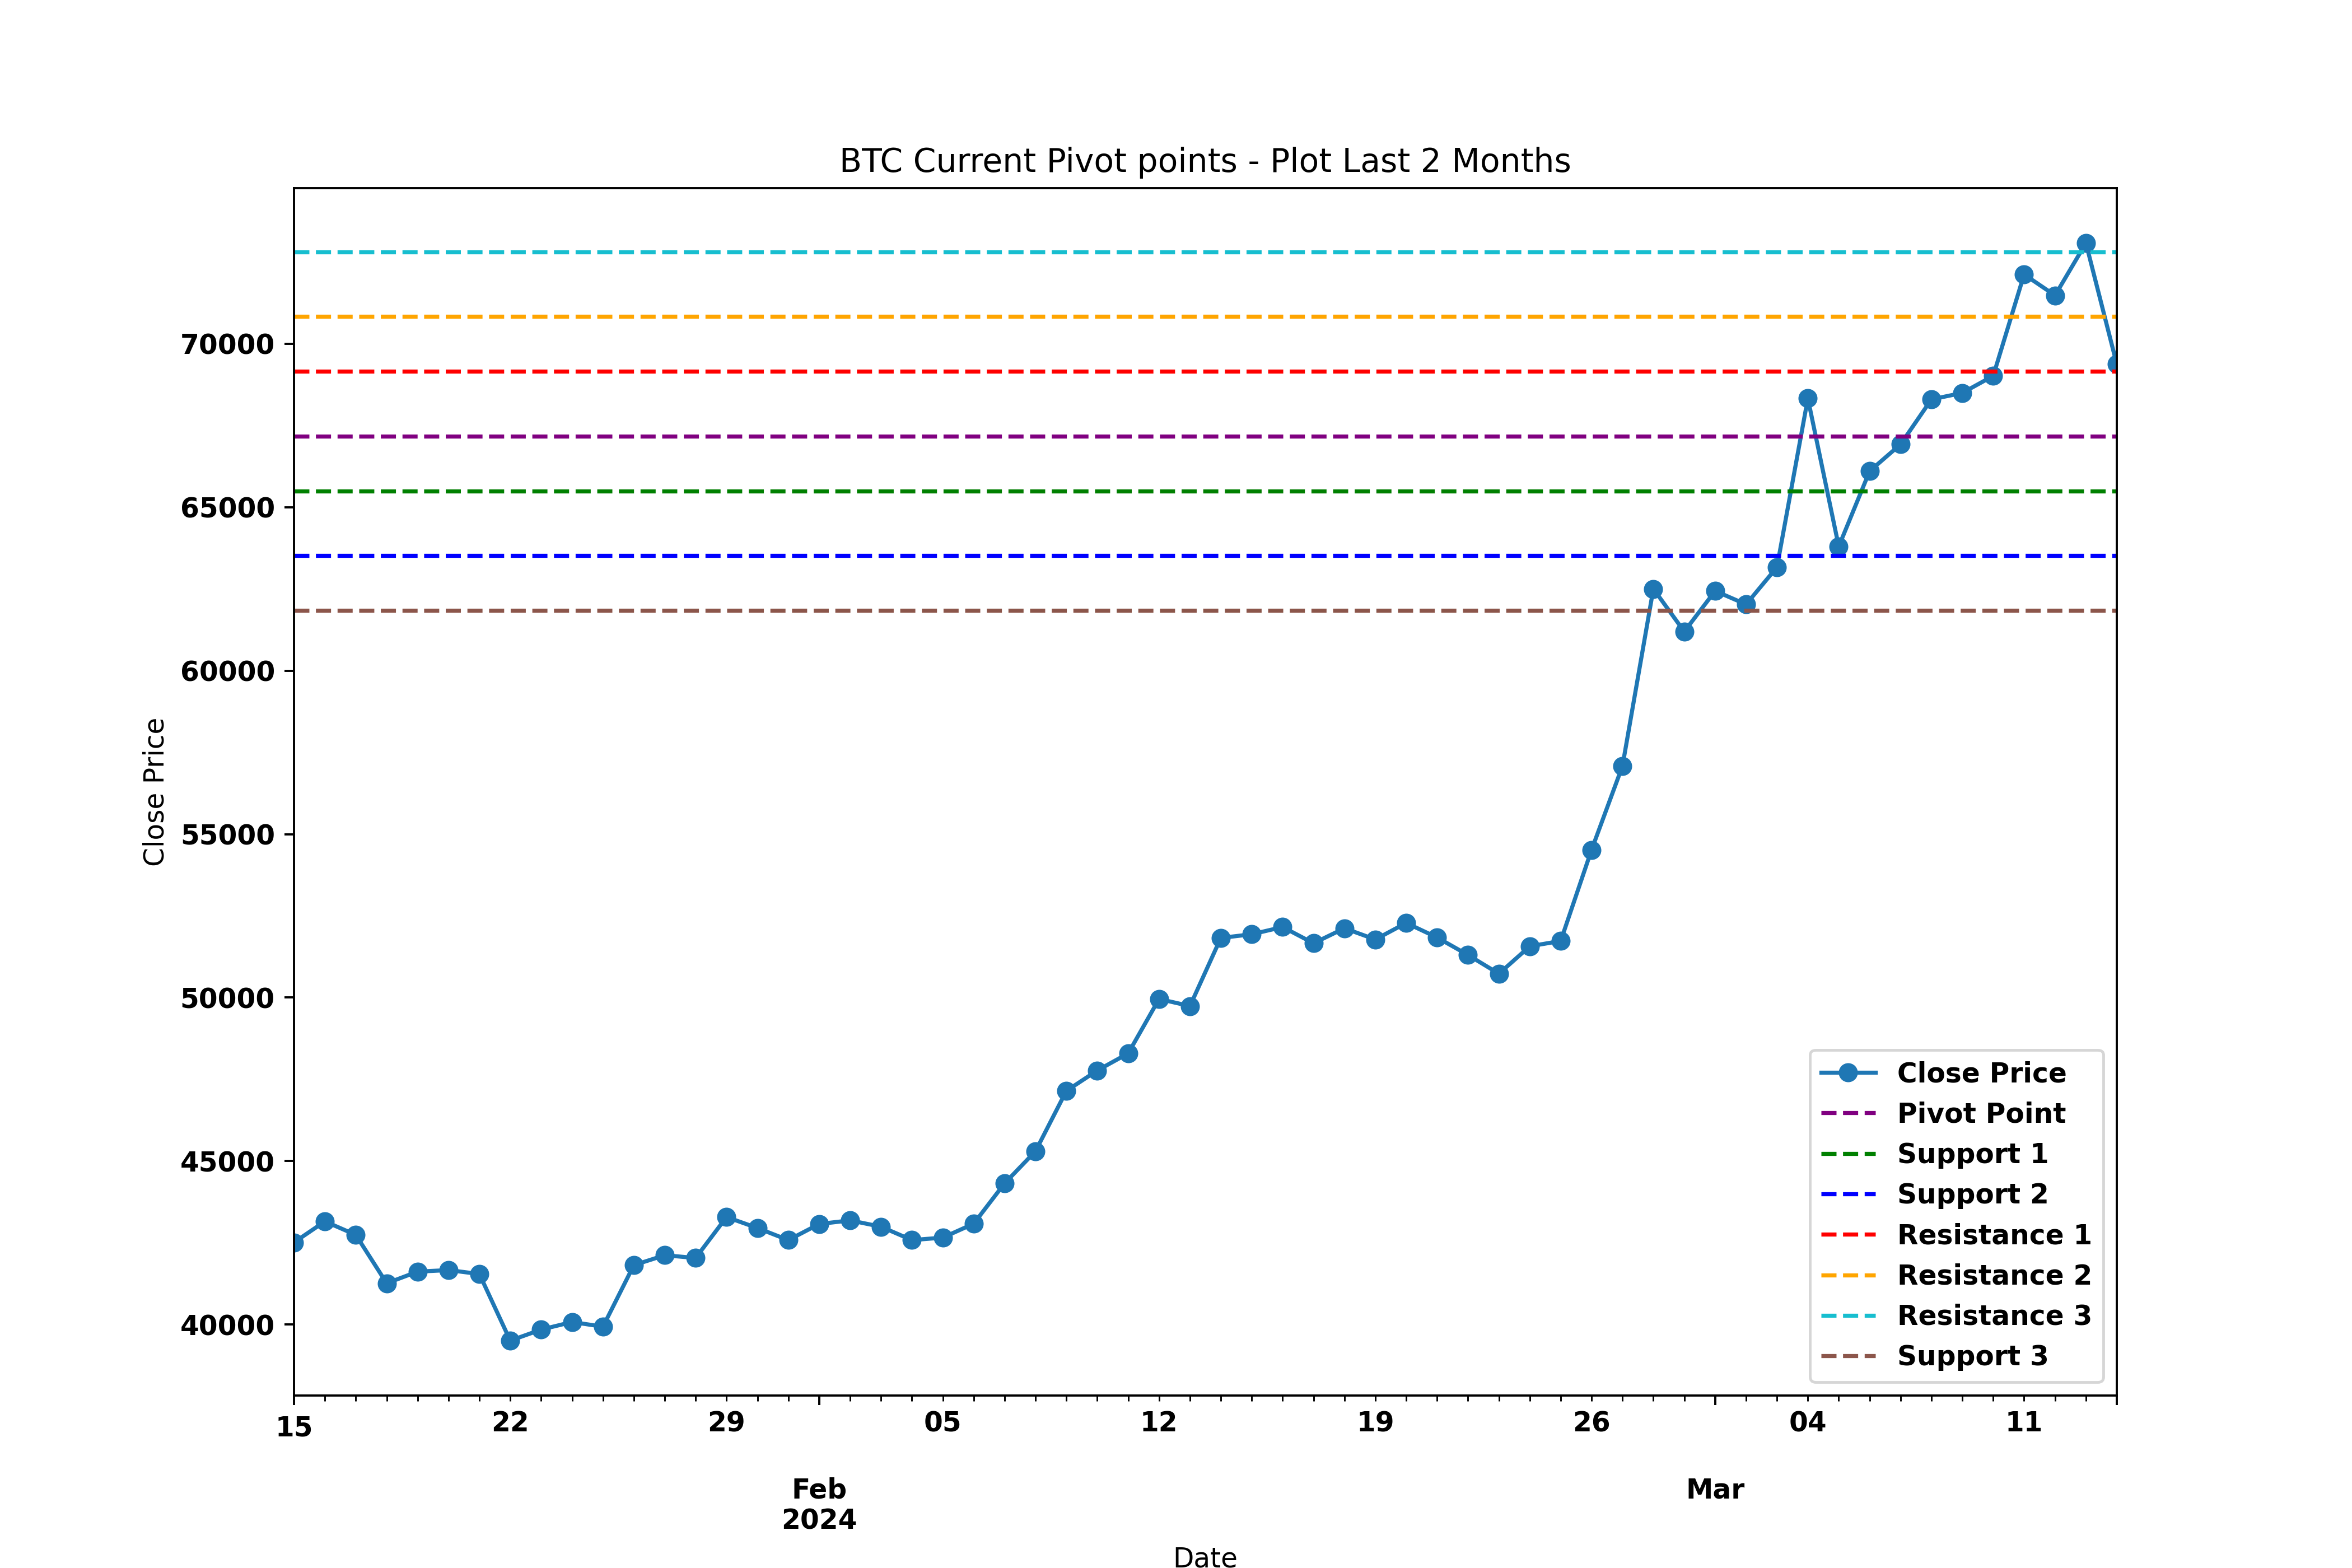 BTC Current Pivot points - Plot Last 2 Months
70000
65000
60000
55000
50000
45000
40000
Close Price
Close Price
Pivot Point
Support 1
Support 2
Resistance 1
Resistance 2
Resistance 3
Support 3
15 22 29 05 12 19 26 04 11
Feb Mar
2024
Date